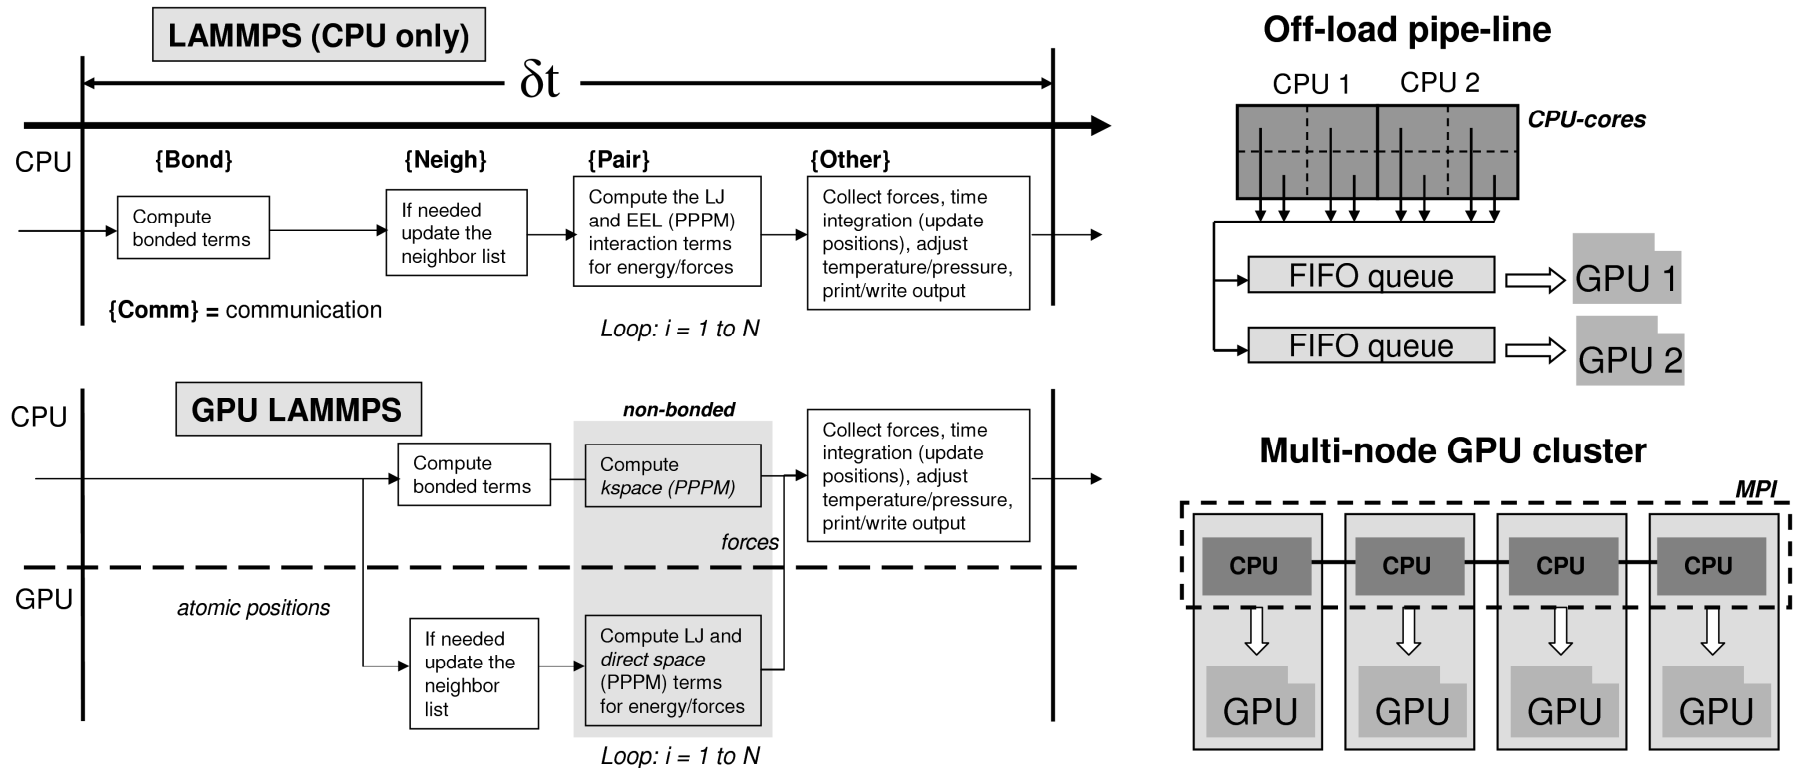 LAMMPS (CPU only)
δt
CPU
{Bond}
{Neigh}
{Pair}
{Other}
Compute
bonded terms
If needed
update the
neighbor list
Compute the LJ
and EEL (PPPM)
interaction terms
for energy/forces
Collect forces, time
integration (update
positions), adjust
temperature/pressure,
print/write output
{Comm} = communication
Loop: i = 1 to N
GPU LAMMPS
CPU
non-bonded
Compute
bonded terms
Compute
kspace (PPPM)
Collect forces, time
integration (update
positions), adjust
temperature/pressure,
print/write output
forces
GPU
atomic positions
If needed
update the
neighbor
list
Compute LJ and
direct space
(PPPM) terms
for energy/forces
Loop: i = 1 to N
Off-load pipe-line
CPU 1
CPU 2
CPU-cores
FIFO queue
GPU 1
FIFO queue
GPU 2
Multi-node GPU cluster
MPI
CPU
CPU
CPU
CPU
GPU
GPU
GPU
GPU